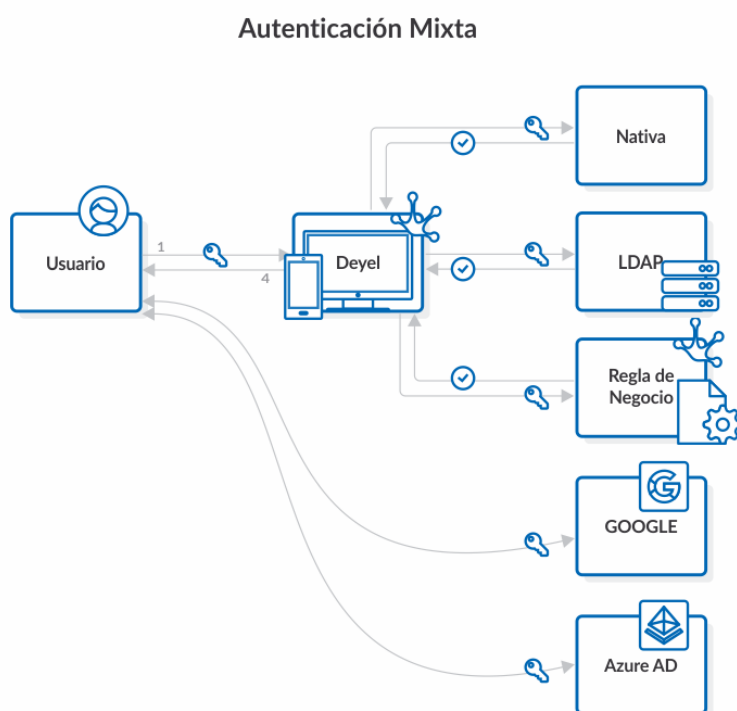 Autenticación Mixta
Nativa
Usuario
1
4
Deyel
LDAP
Regla de
Negocio
GOOGLE
Azure AD